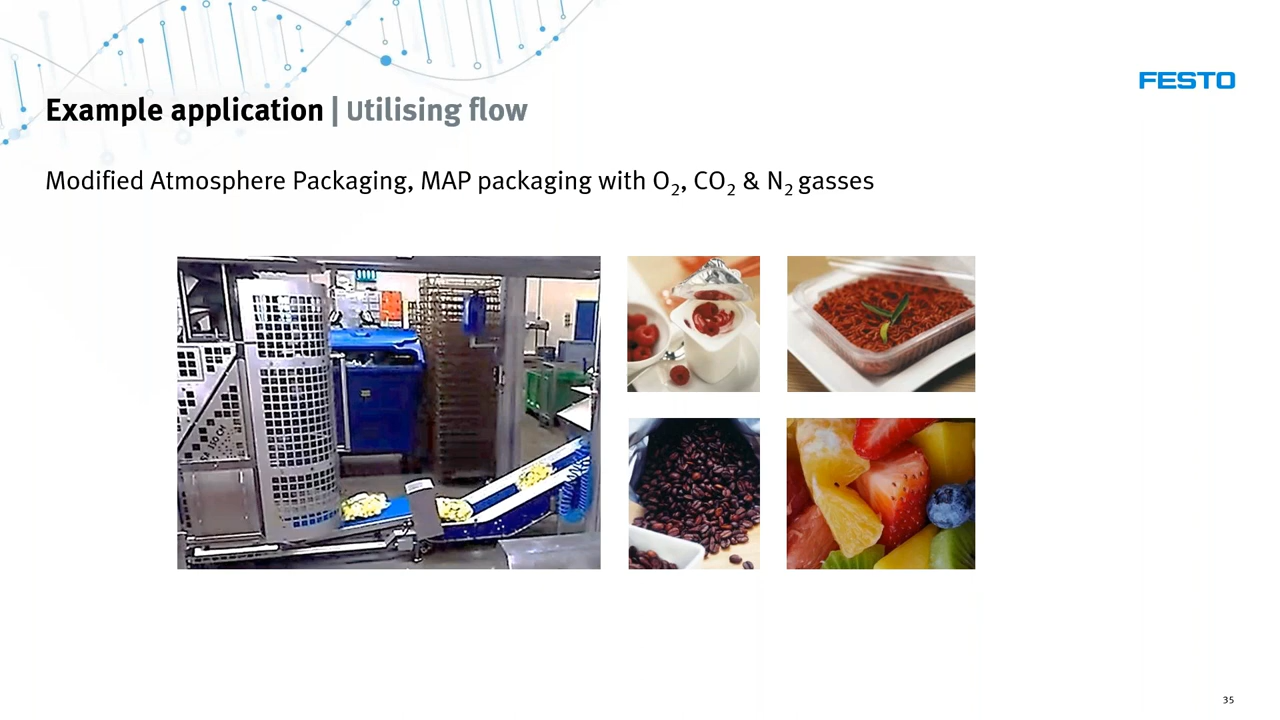 FESTO
Example application | Utilising flow
Modified Atmosphere Packaging, MAP packaging with O₂, CO₂ & N₂ gasses
35